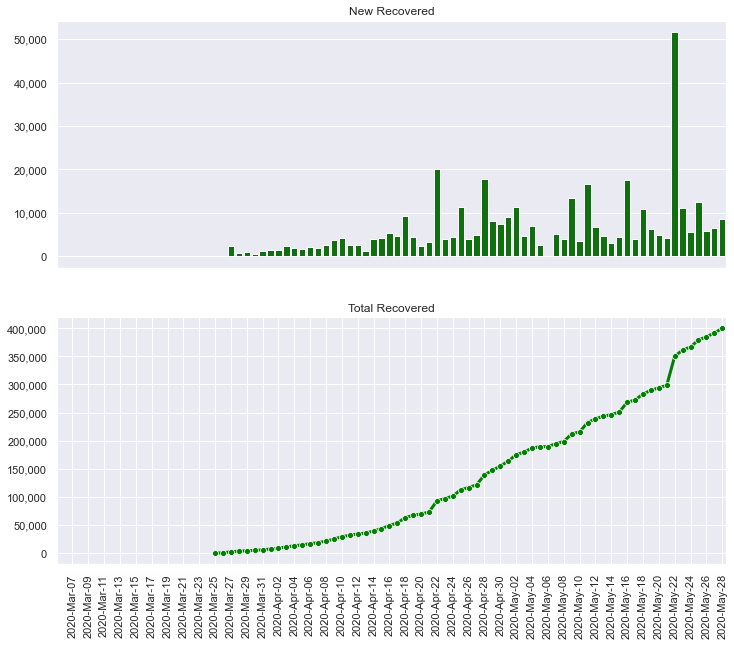 New Recovered
50,000
40,000
30,000
20,000
10,000
0
Total Recovered
400,000
350,000
300,000
250,000
200,000
150,000
100,000
50,000
0
2020-Mar-07
2020-Mar-09
2020-Mar-11
2020-Mar-13
2020-Mar-15
2020-Mar-17
2020-Mar-19
2020-Mar-21
2020-Mar-23
2020-Mar-25
2020-Mar-27
2020-Mar-29
2020-Mar-31
2020-Apr-02
2020-Apr-04
2020-Apr-06
2020-Apr-08
2020-Apr-10
2020-Apr-12
2020-Apr-14
2020-Apr-16
2020-Apr-18
2020-Apr-20
2020-Apr-22
2020-Apr-24
2020-Apr-26
2020-Apr-28
2020-Apr-30
2020-May-02
2020-May-04
2020-May-06
2020-May-08
2020-May-10
2020-May-12
2020-May-14
2020-May-16
2020-May-18
2020-May-20
2020-May-22
2020-May-24
2020-May-26
2020-May-28